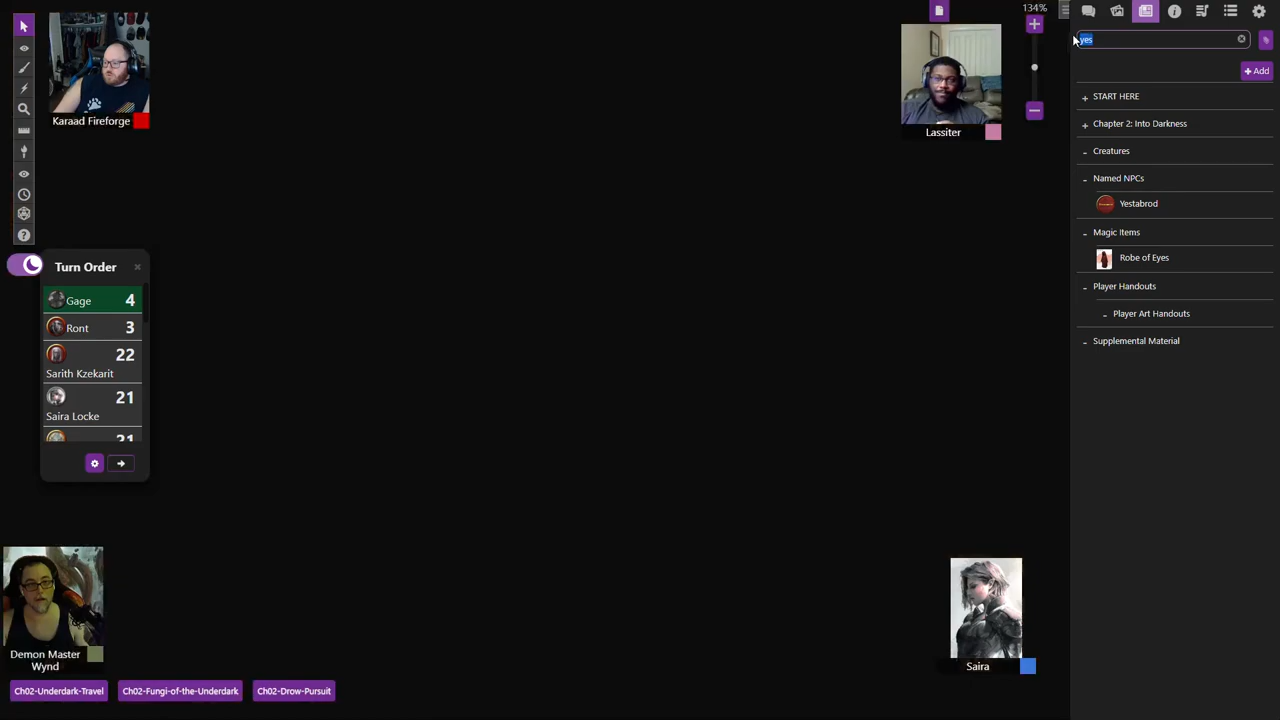 134%
yes
+ Add
Karaad Fireforge
Lassiter
+ START HERE
+ Chapter 2: Into Darkness
- Creatures
- Named NPCs
Yestabrod
- Magic Items
Robe of Eyes
- Player Handouts
- Player Art Handouts
- Supplemental Material
Turn Order
Gage 4
Ront 3
22
Sarith Kzekarit
21
Saira Locke
21
Demon Master
Wynd
Saira
Ch02-Underdark-Travel
Ch02-Fungi-of-the-Underdark
Ch02-Drow-Pursuit